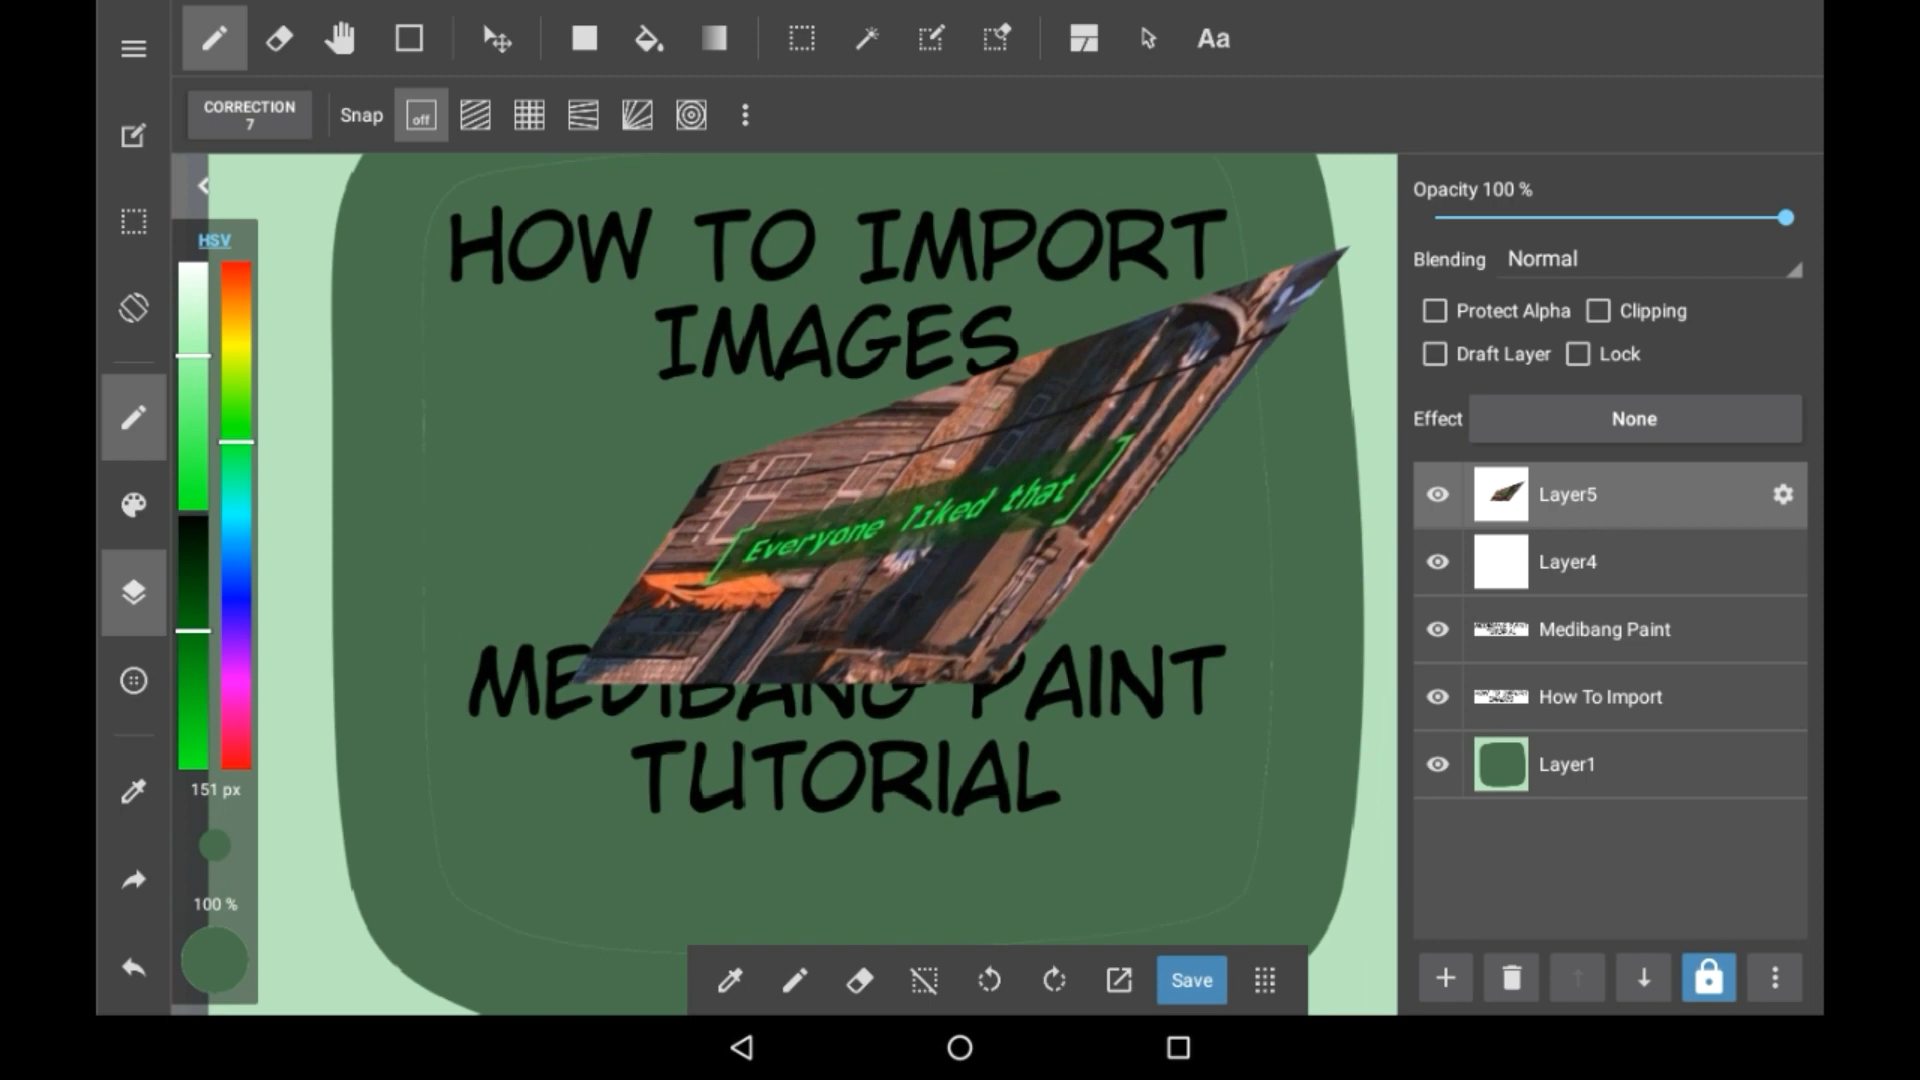 Aa
CORRECTION
7
Snap
off
HSV
151 px
100 %
HOW TO IMPORT
IMAGES
[Everyone liked that]
MEDIBANG PAINT
TUTORIAL
Save
Opacity 100 %
Blending Normal
Protect Alpha Clipping
Draft Layer Lock
Effect None
Layer5
Layer4
Medibang Paint
How To Import
Layer1